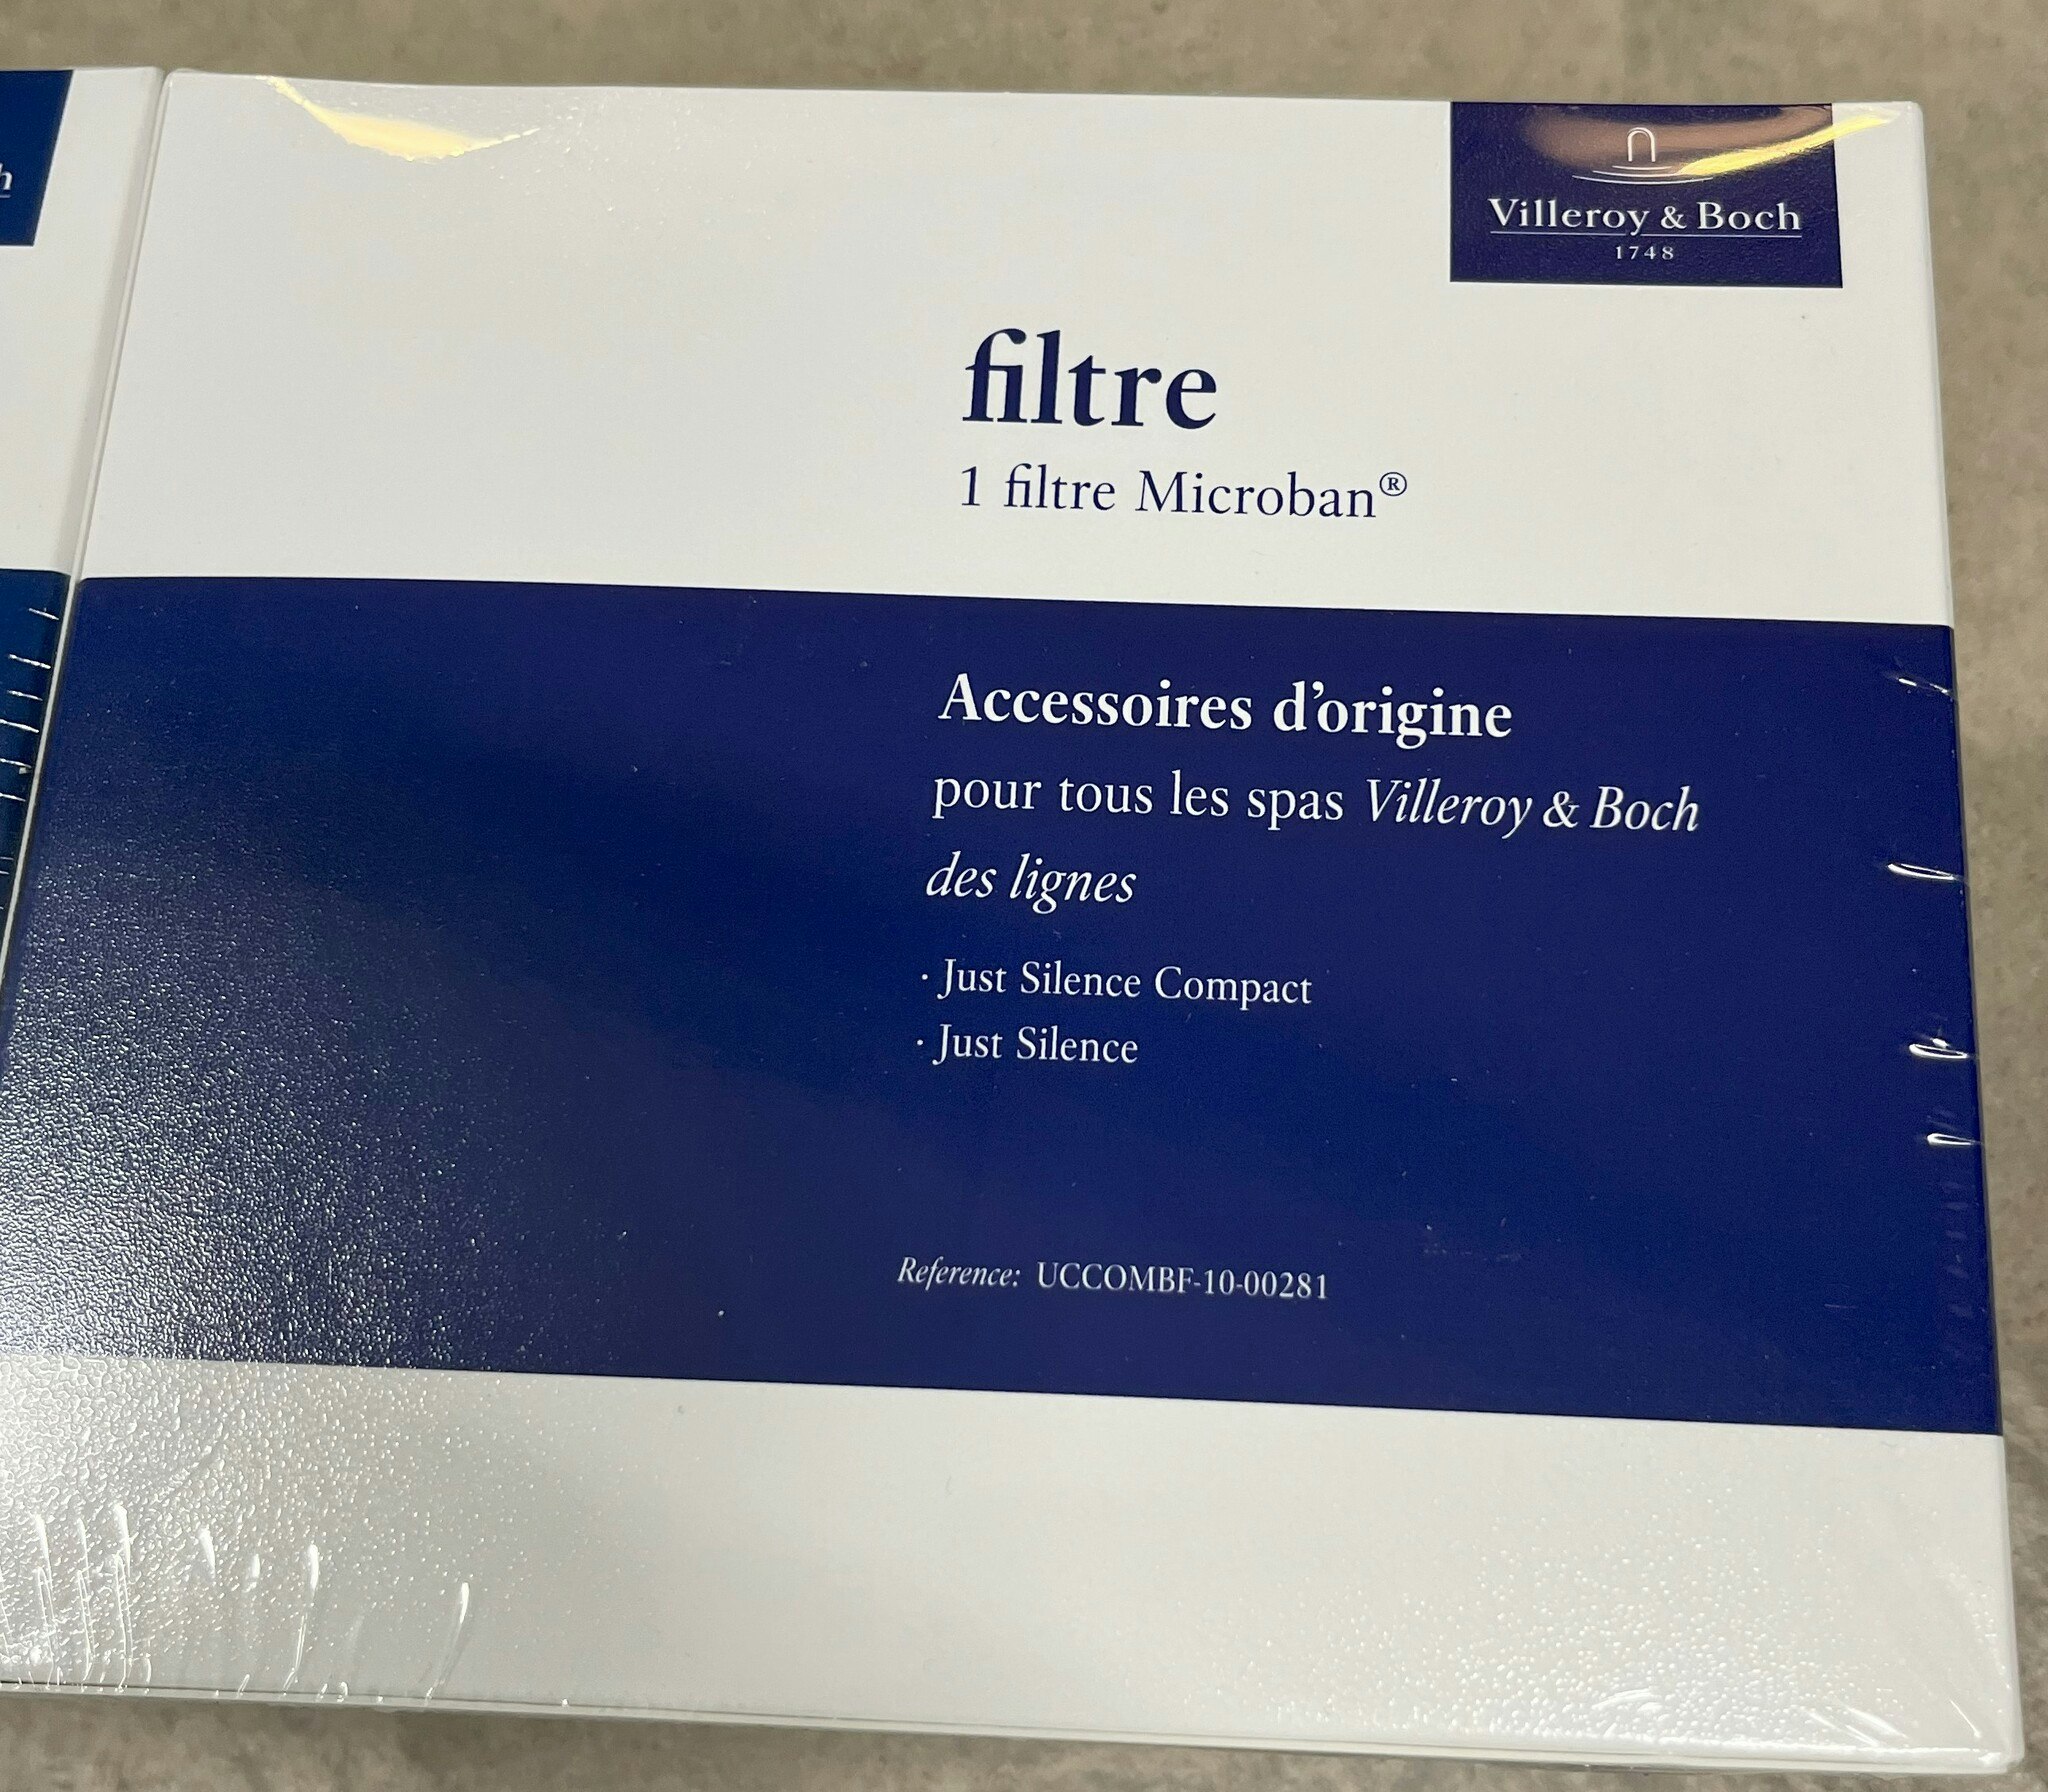 Villeroy & Boch
1748
filtre
1 filtre Microban®
Accessoires d’origine
pour tous les spas Villeroy & Boch
des lignes
· Just Silence Compact
· Just Silence
Reference: UCCOMBF-10-00281